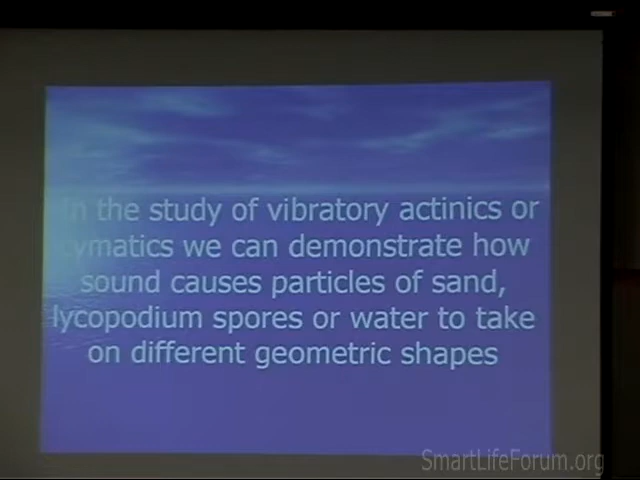 In the study of vibratory actinics or
cymatics we can demonstrate how
sound causes particles of sand,
lycopodium spores or water to take
on different geometric shapes
SmartLifeForum.org